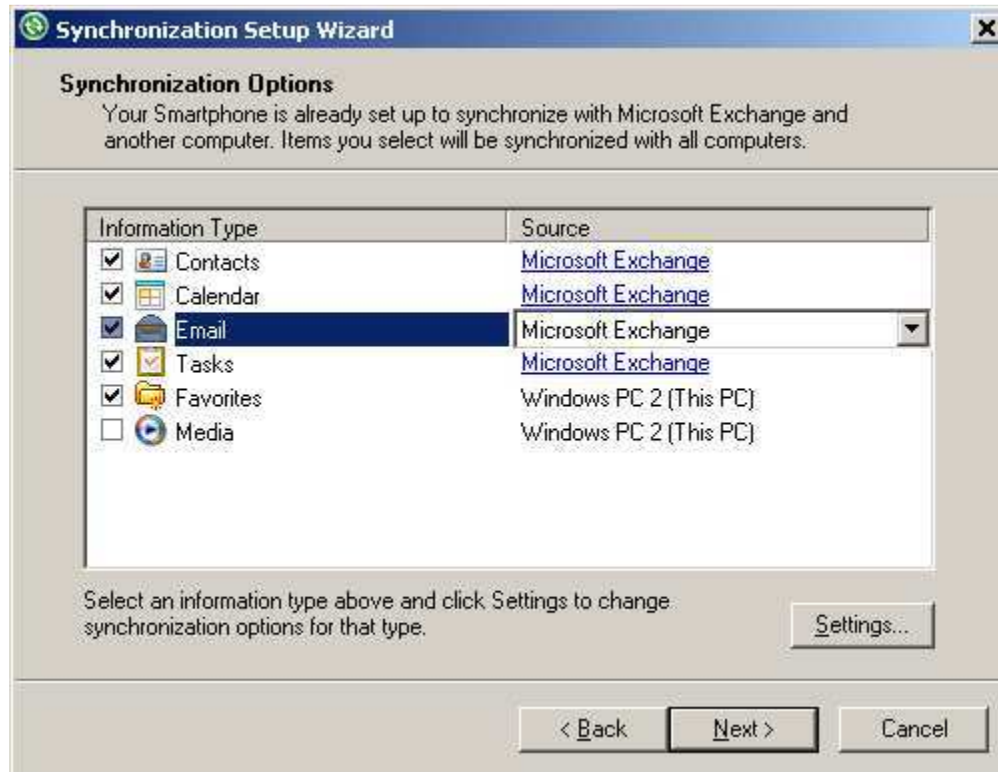 Synchronization Setup Wizard
Synchronization Options
Your Smartphone is already set up to synchronize with Microsoft Exchange and
another computer. Items you select will be synchronized with all computers.
Information Type Source
Contacts Microsoft Exchange
Calendar Microsoft Exchange
Email Microsoft Exchange
Tasks Microsoft Exchange
Favorites Windows PC 2 (This PC)
Media Windows PC 2 (This PC)
Select an information type above and click Settings to change
synchronization options for that type.
Settings...
< Back Next > Cancel